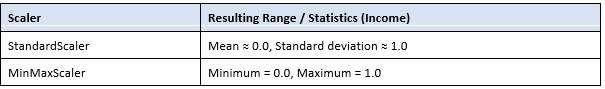 Scaler Resulting Range / Statistics (Income)
StandardScaler Mean ≈ 0.0, Standard deviation ≈ 1.0
MinMaxScaler Minimum = 0.0, Maximum = 1.0